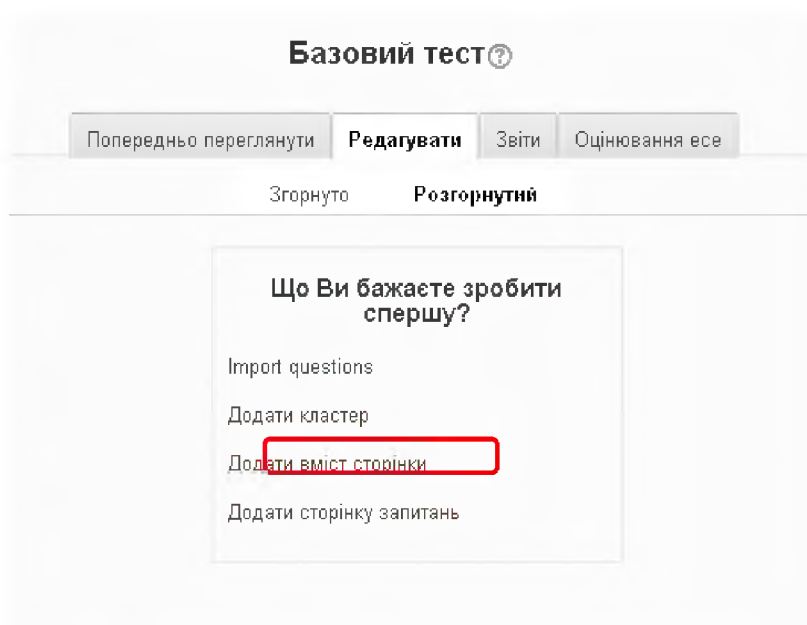 Базовий тест
Попередньо переглянути Редагувати Звіти Оцінювання есе
Згорнуто Розгорнутий
Що Ви бажаєте зробити
спершу?
Import questions
Додати кластер
Додати вміст сторінки
Додати сторінку запитань